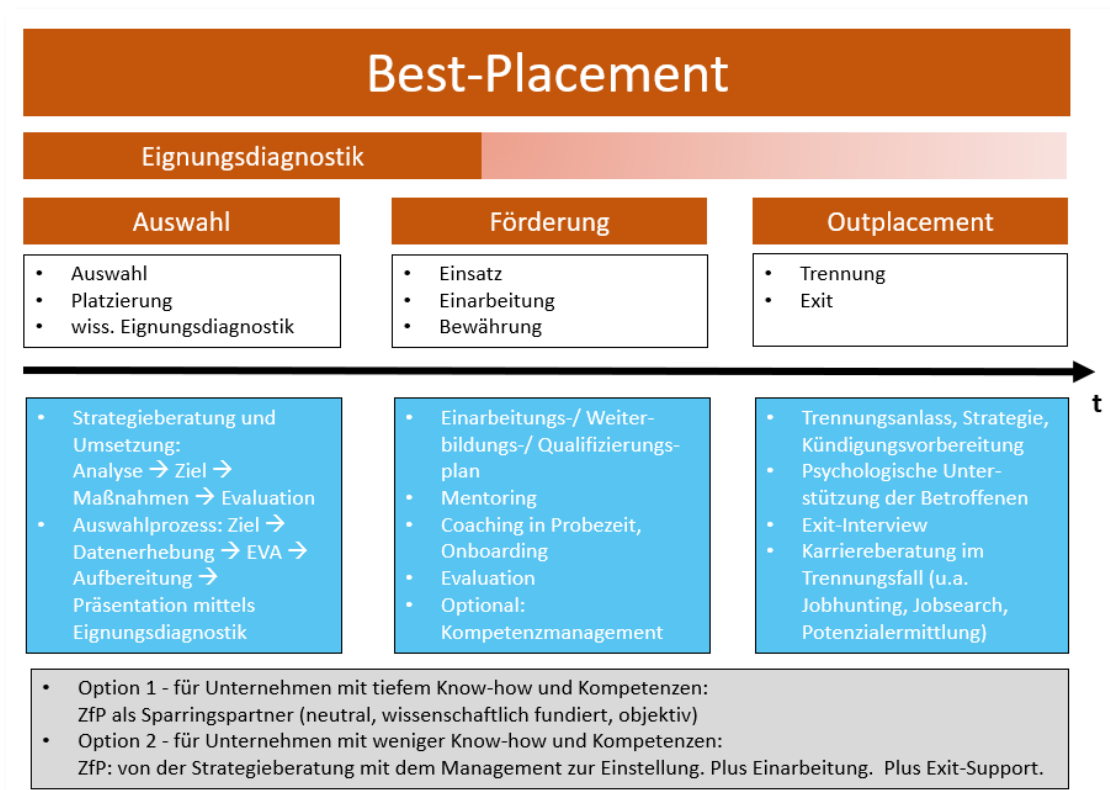 Best-Placement
Eignungsdiagnostik
Auswahl
• Auswahl
• Platzierung
• wiss. Eignungsdiagnostik
Förderung
• Einsatz
• Einarbeitung
• Bewährung
Outplacement
• Trennung
• Exit
t
• Strategieberatung und
Umsetzung:
Analyse → Ziel →
Maßnahmen → Evaluation
• Auswahlprozess: Ziel →
Datenerhebung → EVA →
Aufbereitung →
Präsentation mittels
Eignungsdiagnostik
• Einarbeitungs-/ Weiter-
bildungs-/ Qualifizierungs-
plan
• Mentoring
• Coaching in Probezeit,
Onboarding
• Evaluation
• Optional:
Kompetenzmanagement
• Trennungsanlass, Strategie,
Kündigungsvorbereitung
• Psychologische Unter-
stützung der Betroffenen
• Exit-Interview
• Karriereberatung im
Trennungsfall (u.a.
Jobhunting, Jobsearch,
Potenzialermittlung)
• Option 1 - für Unternehmen mit tiefem Know-how und Kompetenzen:
ZfP als Sparringspartner (neutral, wissenschaftlich fundiert, objektiv)
• Option 2 - für Unternehmen mit weniger Know-how und Kompetenzen:
ZfP: von der Strategieberatung mit dem Management zur Einstellung. Plus Einarbeitung. Plus Exit-Support.